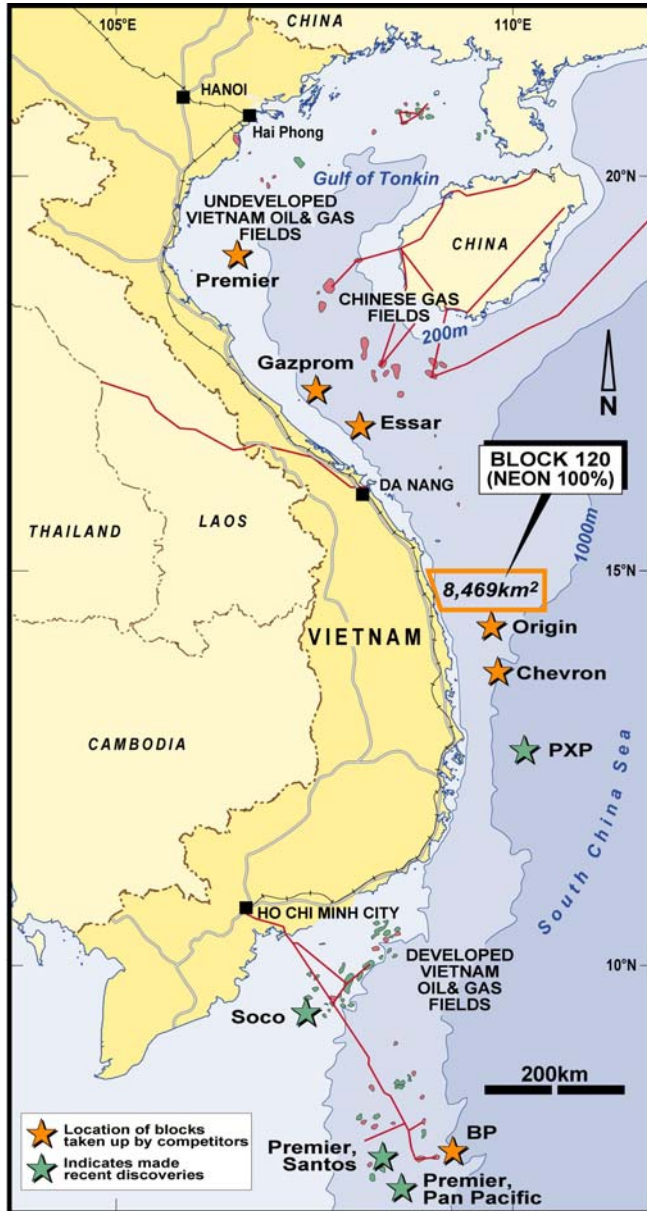 105°E
CHINA
110°E
HANOI
Hai Phong
20°N
Gulf of Tonkin
UNDEVELOPED
VIETNAM OIL& GAS
FIELDS
Premier
CHINA
CHINESE GAS
FIELDS
200m
Gazprom
Essar
N
BLOCK 120
(NEON 100%)
DA NANG
1000m
THAILAND
LAOS
15°N
8,469km²
Origin
VIETNAM
Chevron
CAMBODIA
PXP
South China Sea
HO CHI MINH CITY
DEVELOPED
VIETNAM
OIL& GAS
FIELDS
10°N
Soco
200km
Location of blocks
taken up by competitors
Indicates made
recent discoveries
BP
Premier,
Santos
Premier,
Pan Pacific